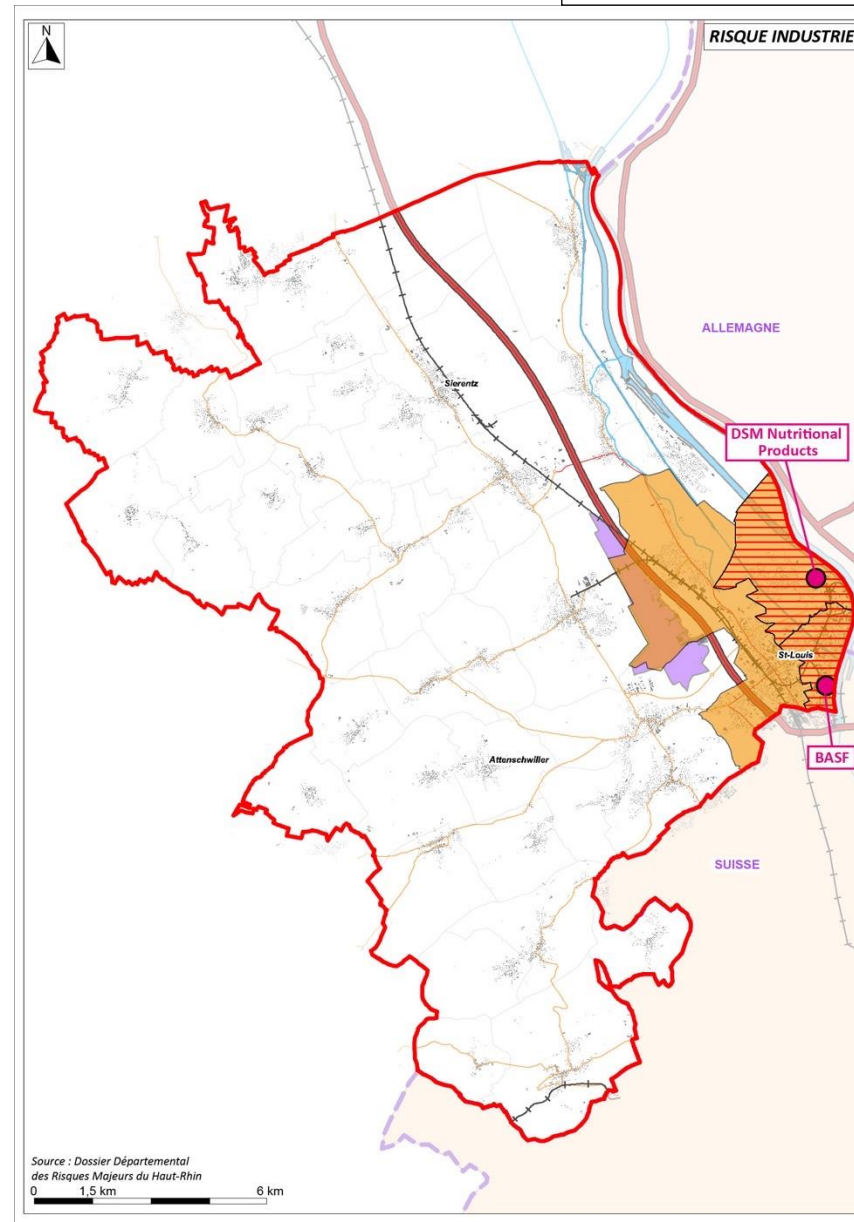 N
RISQUE INDUSTRIE
ALLEMAGNE
Sierentz
DSM Nutritional
Products
St-Louis
Attenschwiller
BASF
SUISSE
Source : Dossier Départemental
des Risques Majeurs du Haut-Rhin
0 1,5 km 6 km